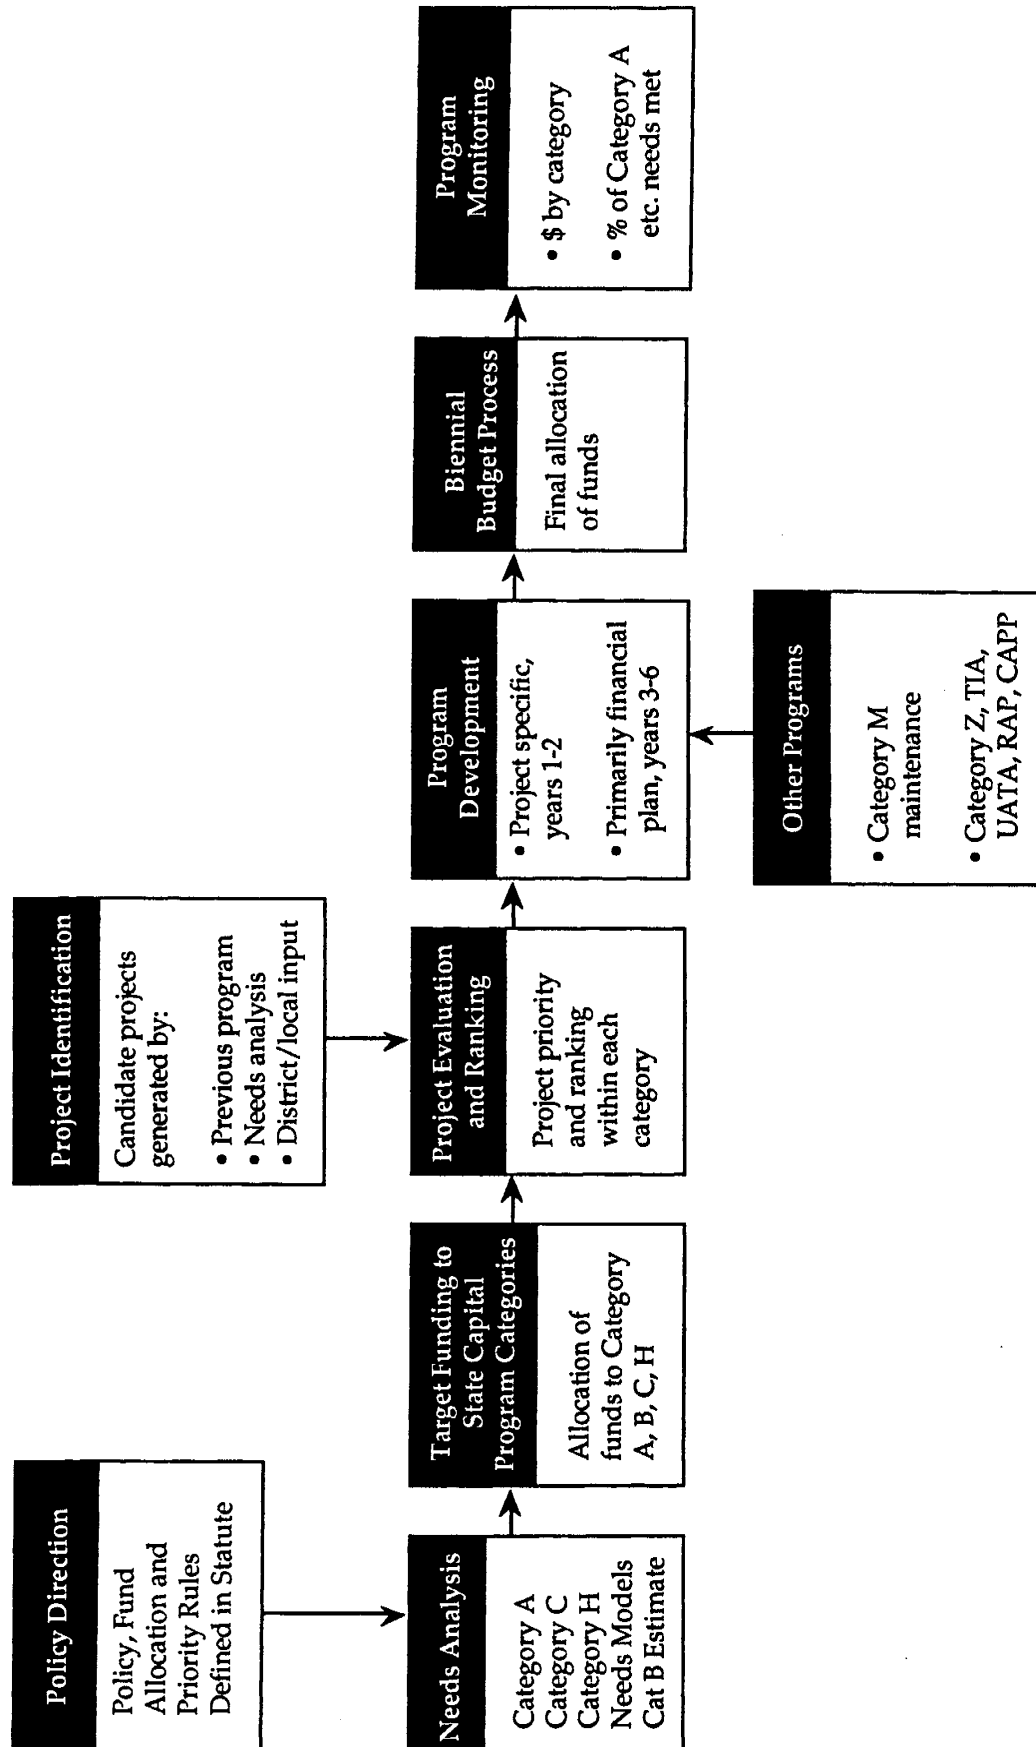 Policy Direction
Policy, Fund
Allocation and
Priority Rules
Defined in Statute
Project Identification
Candidate projects
generated by:
• Previous program
• Needs analysis
• District/local input
Needs Analysis
Category A
Category C
Category H
Needs Models
Cat B Estimate
Target Funding to
State Capital
Program Categories
Allocation of
funds to Category
A, B, C, H
Project Evaluation
and Ranking
Project priority
and ranking
within each
category
Program
Development
• Project specific,
years 1-2
• Primarily financial
plan, years 3-6
Biennial
Budget Process
Final allocation
of funds
Program
Monitoring
• $ by category
• % of Category A
etc. needs met
Other Programs
• Category M
maintenance
• Category Z, TIA,
UATA, RAP, CAPP